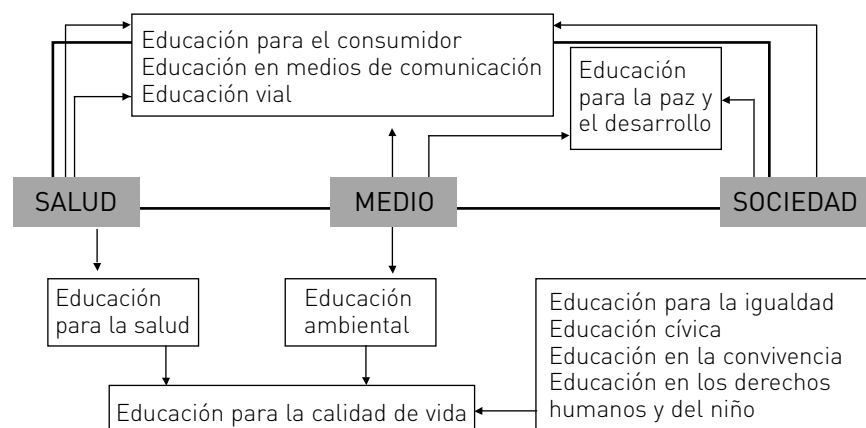 Educación para el consumidor
Educación en medios de comunicación
Educación vial
Educación
para la paz y
el desarrollo
SALUD
MEDIO
SOCIEDAD
Educación
para la salud
Educación
ambiental
Educación para la igualdad
Educación cívica
Educación en la convivencia
Educación en los derechos
humanos y del niño
Educación para la calidad de vida